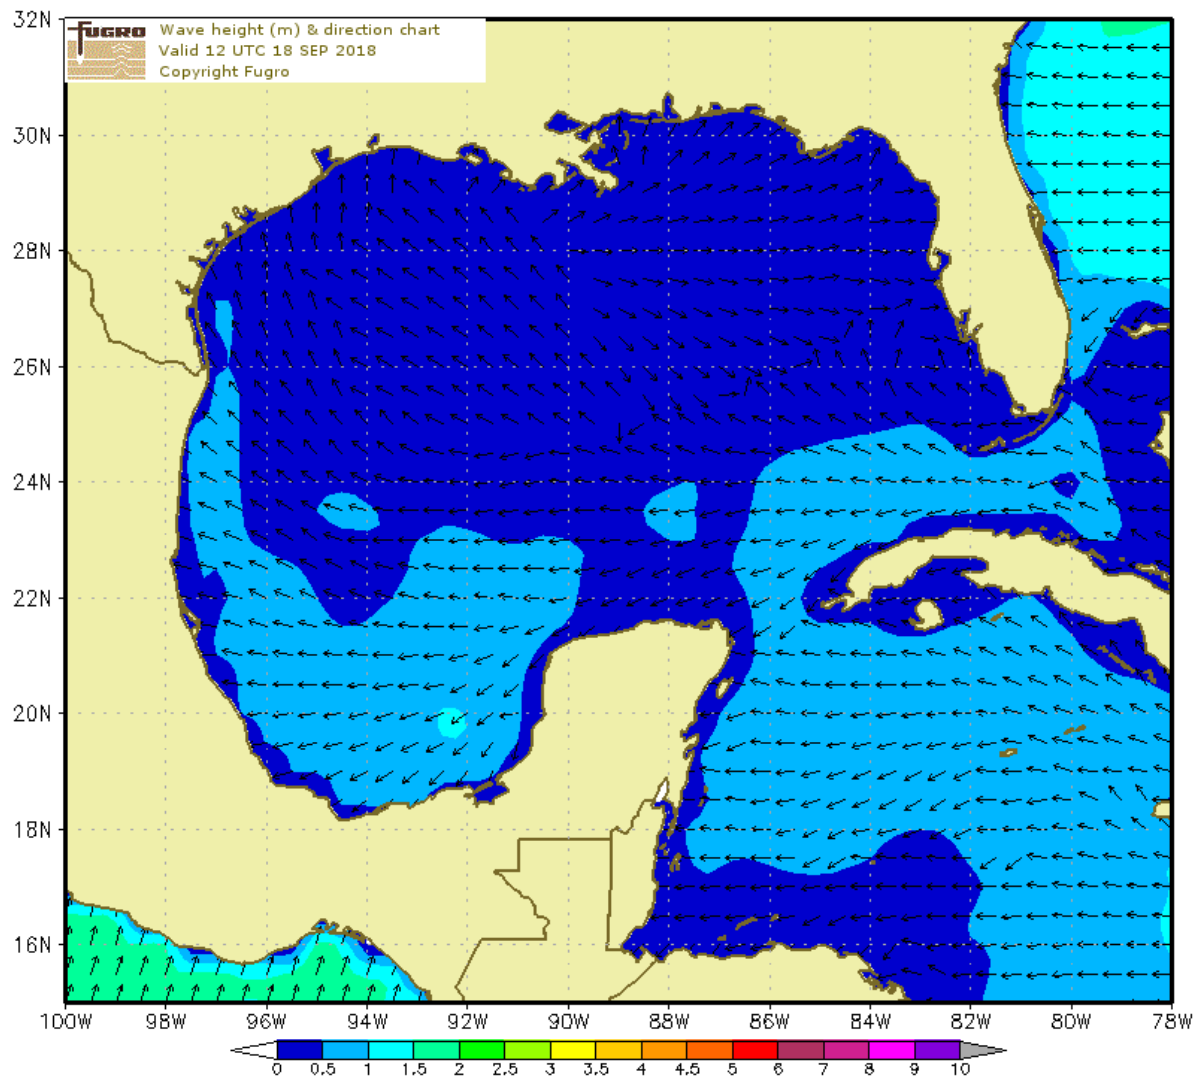 FUGRO
Wave height (m) & direction chart
Valid 12 UTC 18 SEP 2018
Copyright Fugro
32N
30N
28N
26N
24N
22N
20N
18N
16N
100W 98W 96W 94W 92W 90W 88W 86W 84W 82W 80W 78W
0 0.5 1 1.5 2 2.5 3 3.5 4 4.5 5 6 7 8 9 10